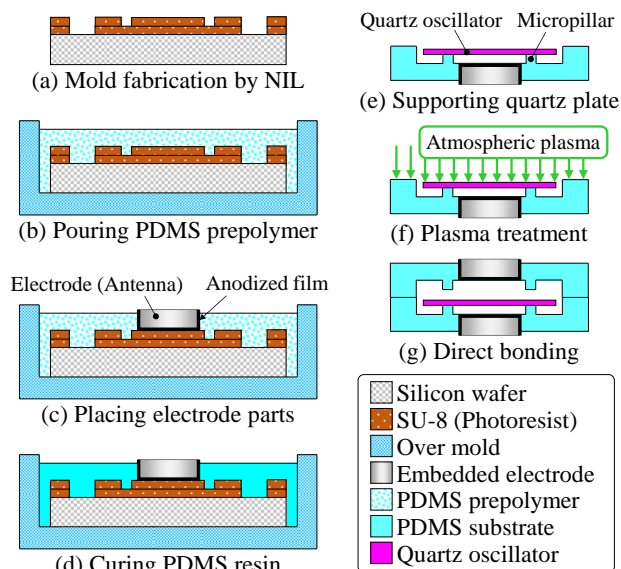 (a) Mold fabrication by NIL
(b) Pouring PDMS prepolymer
Electrode (Antenna)
Anodized film
(c) Placing electrode parts
(d) Curing PDMS resin
Quartz oscillator
Micropillar
(e) Supporting quartz plate
Atmospheric plasma
(f) Plasma treatment
(g) Direct bonding
Silicon wafer
SU-8 (Photoresist)
Over mold
Embedded electrode
PDMS prepolymer
PDMS substrate
Quartz oscillator